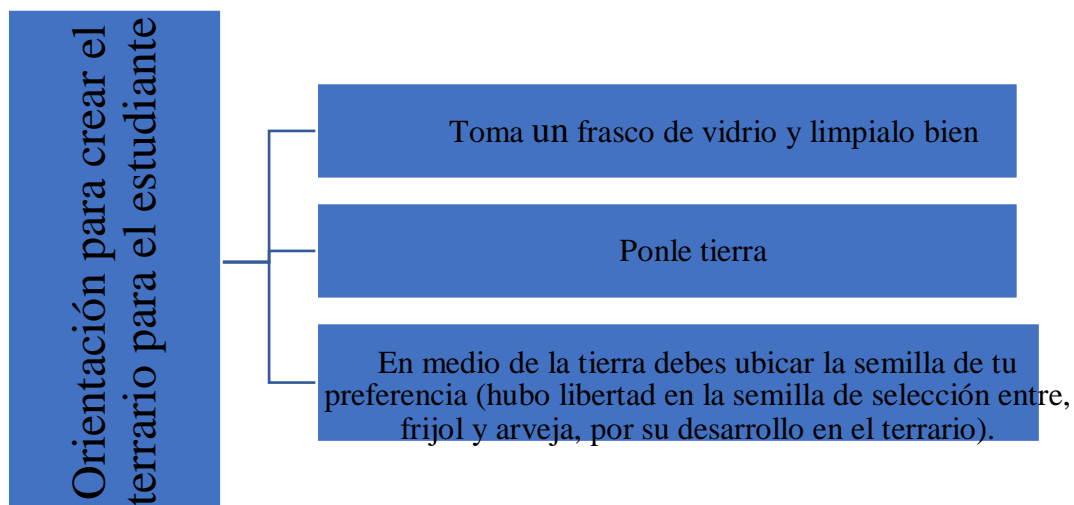 Orientación para crear el
terrario para el estudiante
Toma un frasco de vidrio y limpialo bien
Ponle tierra
En medio de la tierra debes ubicar la semilla de tu
preferencia (hubo libertad en la semilla de selección entre,
frijol y arveja, por su desarrollo en el terrario).